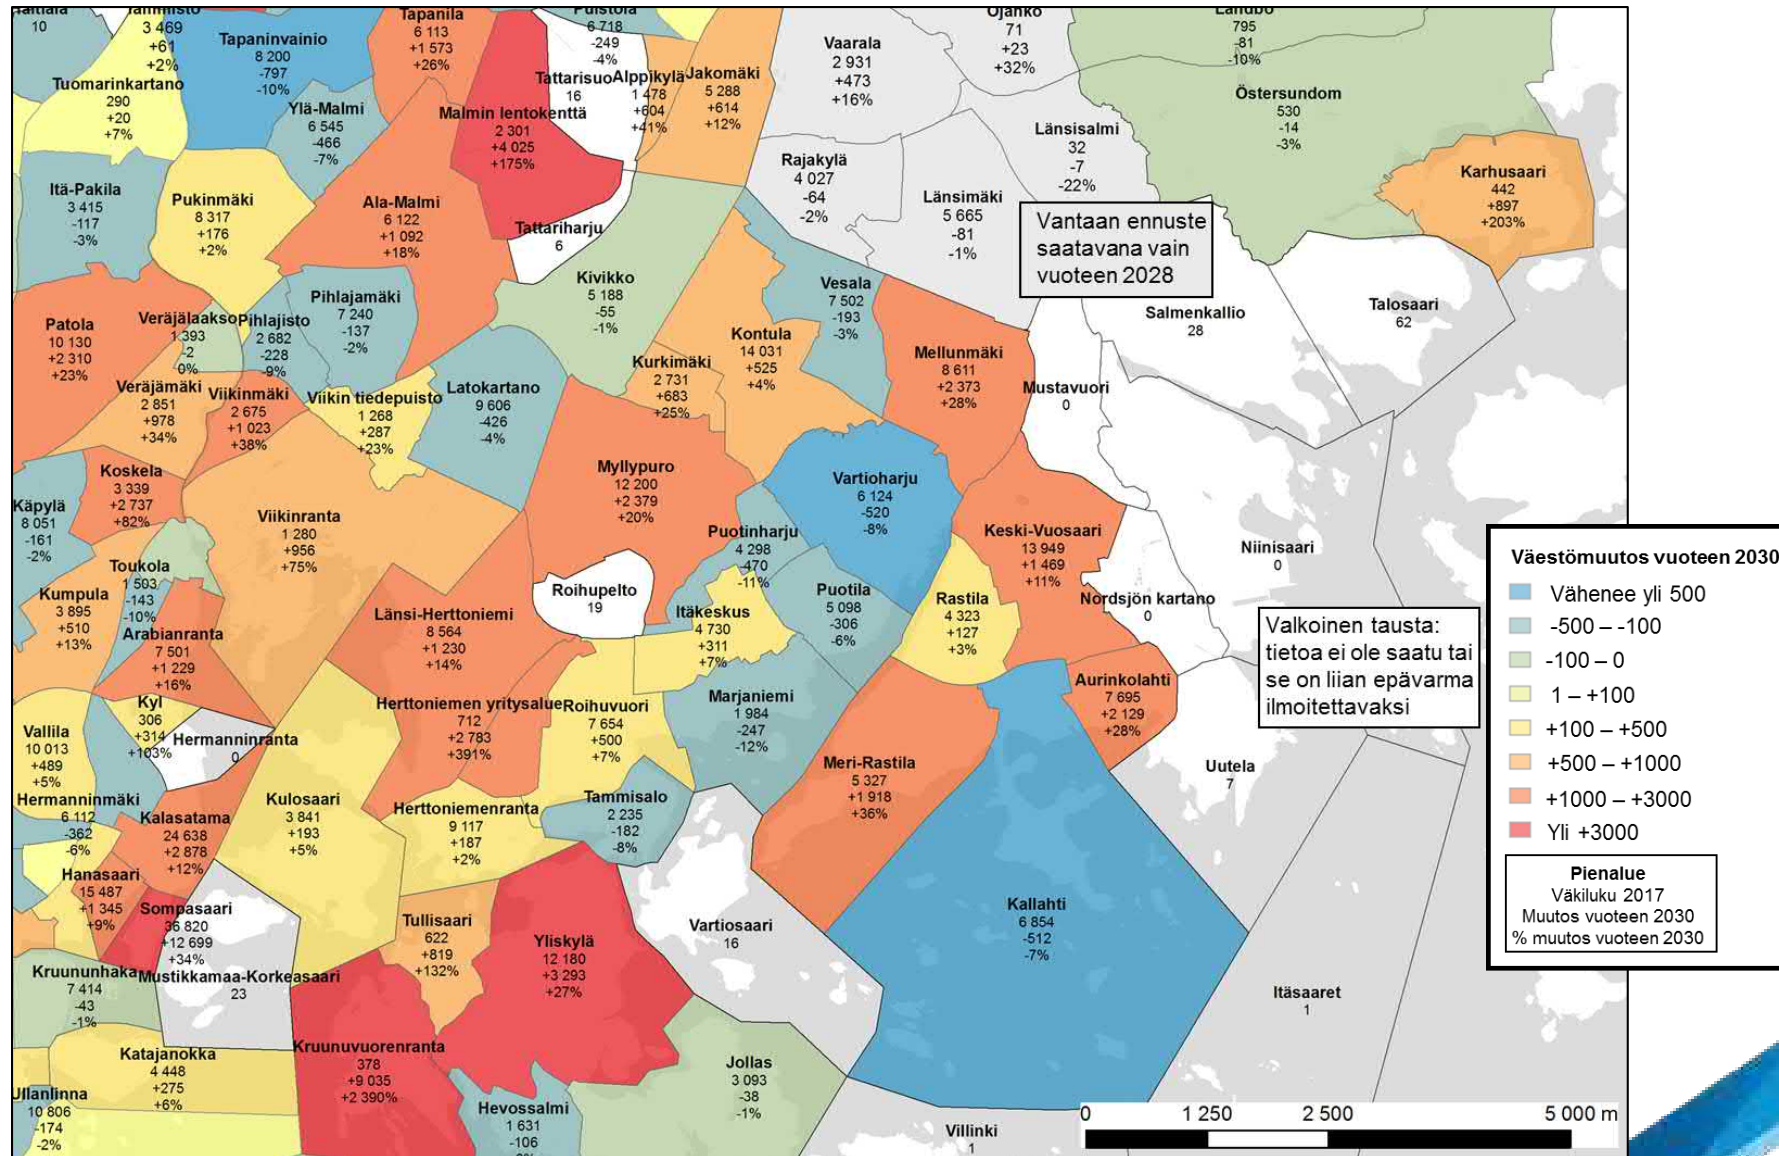 Haltiala
10
Tammisto
3 469
+61
+2%
Tapaninvainio
8 200
-797
-10%
Tapanila
6 113
+1 573
+26%
Puistola
6 718
-249
-4%
Tattarisuo
16
Alppikylä
1 478
+604
+41%
Jakomäki
5 288
+614
+12%
Vaarala
2 931
+473
+16%
Ojanko
71
+23
+32%
Landbo
795
-81
-10%
Östersundom
530
-14
-3%
Tuomarinkartano
290
+20
+7%
Ylä-Malmi
6 545
-466
-7%
Malmin lentokenttä
2 301
+4 025
+175%
Länsisalmi
32
-7
-22%
Rajakylä
4 027
-64
-2%
Länsimäki
5 665
-81
-1%
Karhusaari
442
+897
+203%
Itä-Pakila
3 415
-117
-3%
Pukinmäki
8 317
+176
+2%
Ala-Malmi
6 122
+1 092
+18%
Tattariharju
6
Vantaan ennuste
saatavana vain
vuoteen 2028
Kivikko
5 188
-55
-1%
Vesala
7 502
-193
-3%
Salmenkallio
28
Talosaari
62
Patola
10 130
+2 310
+23%
Veräjälaakso
1 393
-2
0%
Pihlajisto
2 682
-228
-9%
Pihlajamäki
7 240
-137
-2%
Kontula
14 031
+525
+4%
Kurkimäki
2 731
+683
+25%
Mellunmäki
8 611
+2 373
+28%
Mustavuori
0
Veräjämäki
2 851
+978
+34%
Viikinmäki
2 675
+1 023
+38%
Viikin tiedepuisto
1 268
+287
+23%
Latokartano
9 606
-426
-4%
Koskela
3 339
+2 737
+82%
Myllypuro
12 200
+2 379
+20%
Vartioharju
6 124
-520
-8%
Käpylä
8 051
-161
-2%
Viikinranta
1 280
+956
+75%
Puotinharju
4 298
-470
-11%
Keski-Vuosaari
13 949
+1 469
+11%
Niinisaari
0
Toukola
1 593
-143
-10%
Kumpula
3 895
+510
+13%
Roihupelto
19
Puotila
5 098
-306
-6%
Rastila
4 323
+127
+3%
Nordsjön kartano
0
Länsi-Herttoniemi
8 564
+1 230
+14%
Itäkeskus
4 730
+311
+7%
Arabianranta
7 501
+1 229
+16%
Valkoinen tausta:
tietoa ei ole saatu tai
se on liian epävarma
ilmoitettavaksi
Väestömuutos vuoteen 2030
Vähenee yli 500
-500 – -100
-100 – 0
1 – +100
+100 – +500
+500 – +1000
+1000 – +3000
Yli +3000
Pienalue
Väkiluku 2017
Muutos vuoteen 2030
% muutos vuoteen 2030
Aurinkolahti
7 695
+2 129
+28%
Marjaniemi
1 984
-247
-12%
Kyl
306
+314
+103%
Herttoniemen yritysalue
712
+2 783
+391%
Roihuvuori
7 654
+500
+7%
Vallila
10 013
+489
+5%
Hermanninranta
0
Meri-Rastila
5 327
+1 918
+36%
Uutela
7
Hermanninmäki
6 112
-362
-6%
Kalasatama
24 638
+2 878
+12%
Kulosaari
3 841
+193
+5%
Herttoniemenranta
9 117
+187
+2%
Tammisalo
2 235
-182
-8%
Hanasaari
15 487
+1 345
+9%
Sompasaari
36 820
+12 699
+34%
Tullisaari
622
+819
+132%
Yliskylä
12 180
+3 293
+27%
Vartiosaari
16
Kallahti
6 854
-512
-7%
Kruununhaka
7 414
-43
-1%
Mustikkamaa-Korkeasaari
23
Itäsaaret
1
Katajanokka
4 448
+275
+6%
Kruunuvuorenranta
378
+9 035
+2 390%
Jollas
3 093
-38
-1%
Ullanlinna
10 806
-174
-2%
Hevossalmi
1 631
-106
Villinki
1
0
1 250
2 500
5 000 m